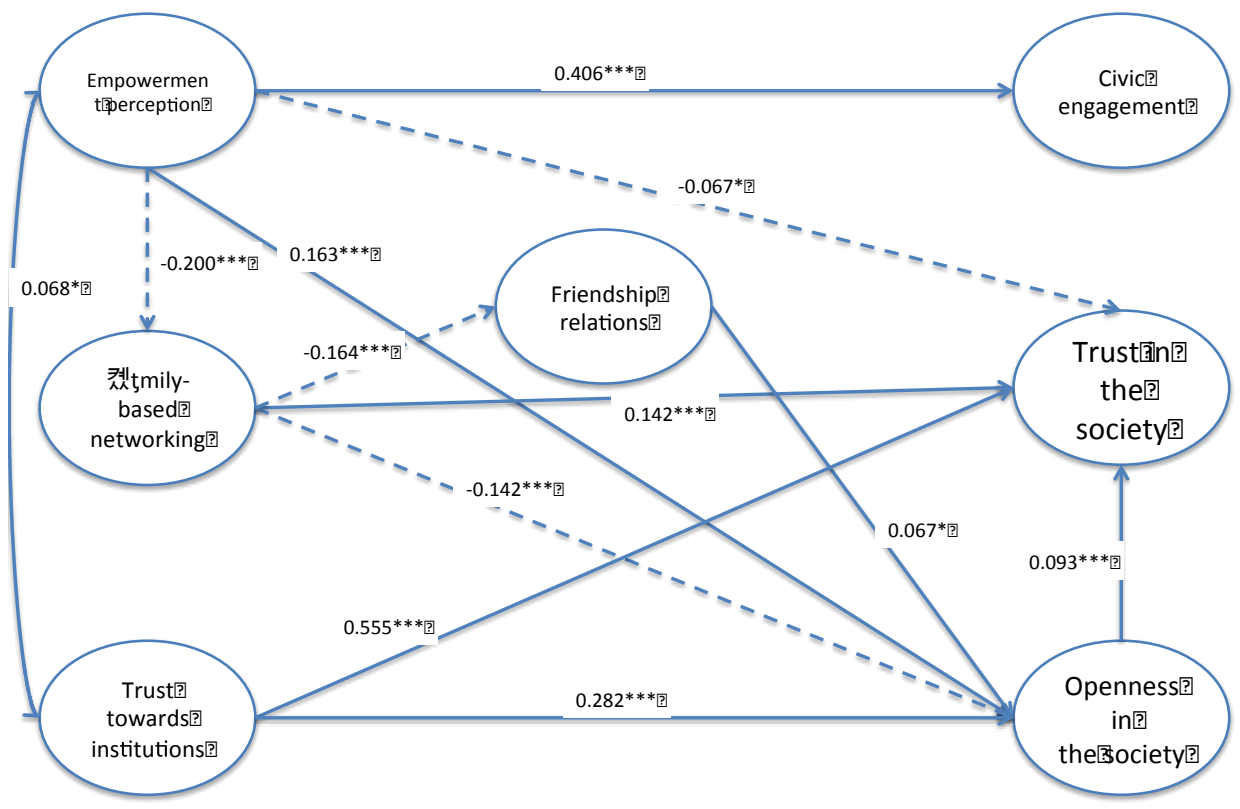 Empowermen
t perception
0.406***
Civic
engagement
-0.067*
-0.200***
0.163***
0.068*
Friendship
relations
-0.164***
mily-
based
networking
0.142***
Trust in
the
society
-0.142***
0.067*
0.093***
0.555***
Trust
towards
institutions
0.282***
Openness
in
the society